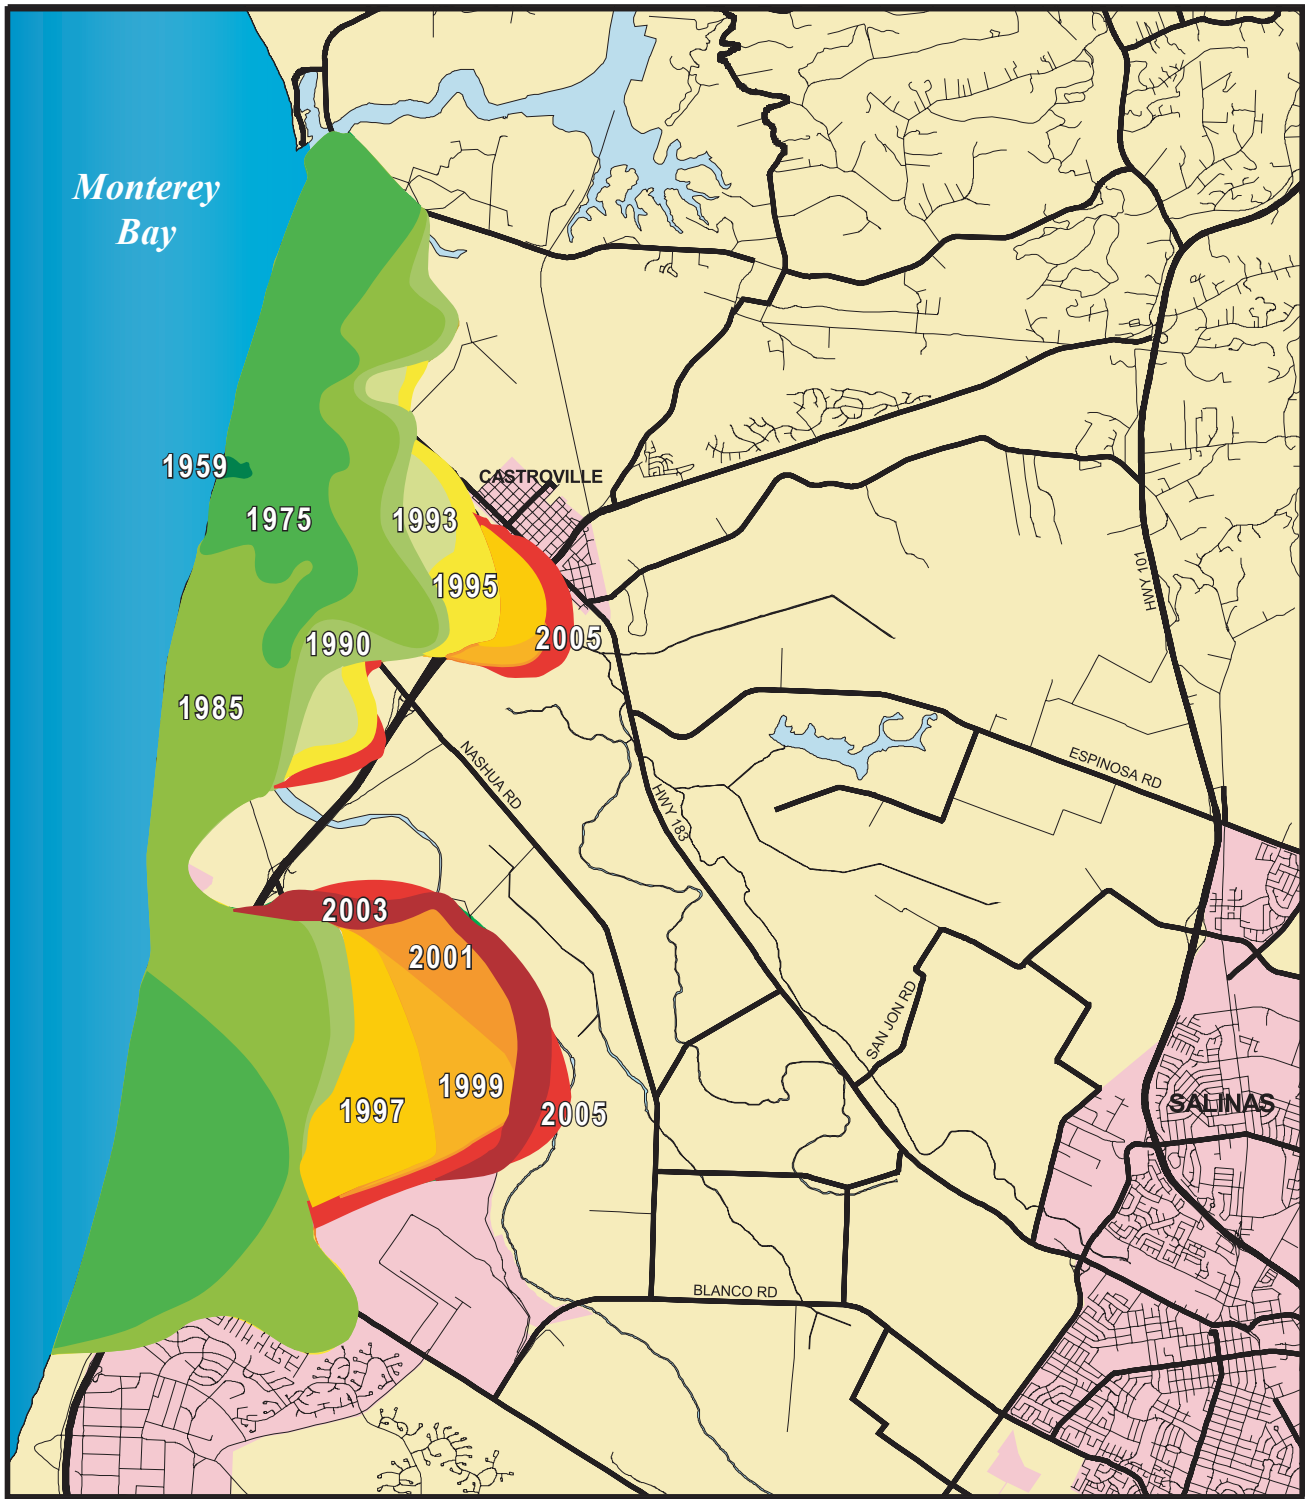 Monterey
Bay
1959
CASTROVILLE
1975
1993
1995
HWY 101
1990
2005
1985
NASHUA RD
ESPINOSA RD
HWY 183
2003
2001
SAN JON RD
1999
1997
2005
SALINAS
BLANCO RD